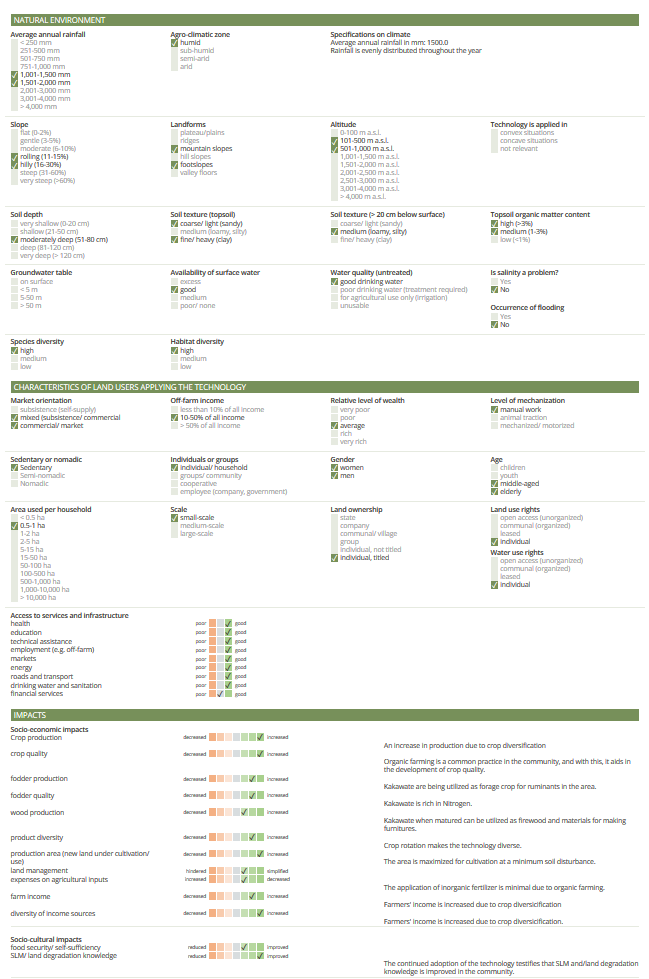 NATURAL ENVIRONMENT
Average annual rainfall
< 250 mm
251-500 mm
501-750 mm
751-1,000 mm
1,001-1,500 mm
1,501-2,000 mm
2,001-3,000 mm
3,001-4,000 mm
> 4,000 mm
Agro-climatic zone
humid
sub-humid
semi-arid
arid
Specifications on climate
Average annual rainfall in mm: 1500.0
Rainfall is evenly distributed throughout the year
Slope
flat (0-2%)
gentle (3-5%)
moderate (6-10%)
rolling (11-15%)
hilly (16-30%)
steep (31-60%)
very steep (>60%)
Landforms
plateau/plains
ridges
mountain slopes
hill slopes
footslopes
valley floors
Altitude
0-100 m a.s.l.
101-500 m a.s.l.
501-1,000 m a.s.l.
1,001-1,500 m a.s.l.
1,501-2,000 m a.s.l.
2,001-2,500 m a.s.l.
2,501-3,000 m a.s.l.
3,001-4,000 m a.s.l.
> 4,000 m a.s.l.
Technology is applied in
convex situations
concave situations
not relevant
Soil depth
very shallow (0-20 cm)
shallow (21-50 cm)
moderately deep (51-80 cm)
deep (81-120 cm)
very deep (> 120 cm)
Soil texture (topsoil)
coarse/ light (sandy)
medium (loamy, silty)
fine/ heavy (clay)
Soil texture (> 20 cm below surface)
coarse/ light (sandy)
medium (loamy, silty)
fine/ heavy (clay)
Topsoil organic matter content
high (>3%)
medium (1-3%)
low (<1%)
Groundwater table
on surface
< 5 m
5-50 m
> 50 m
Availability of surface water
excess
good
medium
poor/ none
Water quality (untreated)
good drinking water
poor drinking water (treatment required)
for agricultural use only (irrigation)
unusable
Is salinity a problem?
Yes
No
Occurrence of flooding
Yes
No
Species diversity
high
medium
low
Habitat diversity
high
medium
low
CHARACTERISTICS OF LAND USERS APPLYING THE TECHNOLOGY
Market orientation
subsistence (self-supply)
mixed (subsistence/ commercial
commercial/ market
Off-farm income
less than 10% of all income
10-50% of all income
> 50% of all income
Relative level of wealth
very poor
poor
average
rich
very rich
Level of mechanization
manual work
animal traction
mechanized/ motorized
Sedentary or nomadic
Sedentary
Semi-nomadic
Nomadic
Individuals or groups
individual/ household
groups/ community
cooperative
employee (company, government)
Gender
women
men
Age
children
youth
middle-aged
elderly
Area used per household
< 0.5 ha
0.5-1 ha
1-2 ha
2-5 ha
5-15 ha
15-50 ha
50-100 ha
100-500 ha
500-1,000 ha
1,000-10,000 ha
> 10,000 ha
Scale
small-scale
medium-scale
large-scale
Land ownership
state
company
communal/ village
group
individual, not titled
individual, titled
Land use rights
open access (unorganized)
communal (organized)
leased
individual
Water use rights
open access (unorganized)
communal (organized)
leased
individual
Access to services and infrastructure
health poor good
education poor good
technical assistance poor good
employment (e.g. off-farm) poor good
markets poor good
energy poor good
roads and transport poor good
drinking water and sanitation poor good
financial services poor good
IMPACTS
Socio-economic impacts
Crop production decreased increased
An increase in production due to crop diversification
crop quality decreased increased
Organic farming is a common practice in the community, and with this, it aids in
the development of crop quality.
fodder production decreased increased
Kakawate are being utilized as forage crop for ruminants in the area.
fodder quality decreased increased
Kakawate is rich in Nitrogen.
wood production decreased increased
Kakawate when matured can be utilized as firewood and materials for making
furnitures.
product diversity decreased increased
Crop rotation makes the technology diverse.
production area (new land under cultivation/
use) decreased increased
The area is maximized for cultivation at a minimum soil disturbance.
land management hindered simplified
expenses on agricultural inputs increased decreased
The application of inorganic fertilizer is minimal due to organic farming.
farm income decreased increased
Farmers' income is increased due to crop diversicification
diversity of income sources decreased increased
Farmers' income is increased due to crop diversicification.
Socio-cultural impacts
food security/ self-sufficiency reduced improved
SLM/ land degradation knowledge reduced improved
The continued adoption of the technology testifies that SLM and/land degradation
knowledge is improved in the community.